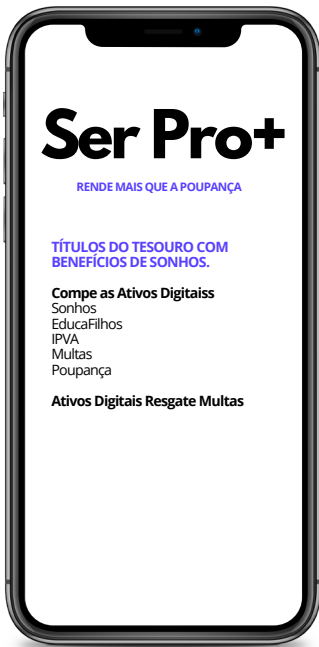 Ser Pro+
RENDE MAIS QUE A POUPANÇA
TÍTULOS DO TESOURO COM
BENEFÍCIOS DE SONHOS.
Compe as Ativos Digitaiss
Sonhos
EducaFilhos
IPVA
Multas
Poupança
Ativos Digitais Resgate Multas